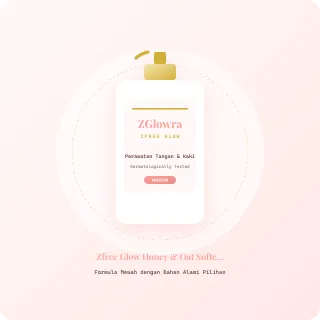 ZGlowra
ZFREE GLOW
Perawatan Tangan & Kaki
Dermatologically Tested
PREMIUM
Zfree Glow Honey & Oat Softe...
Formula Mewah dengan Bahan Alami Pilihan